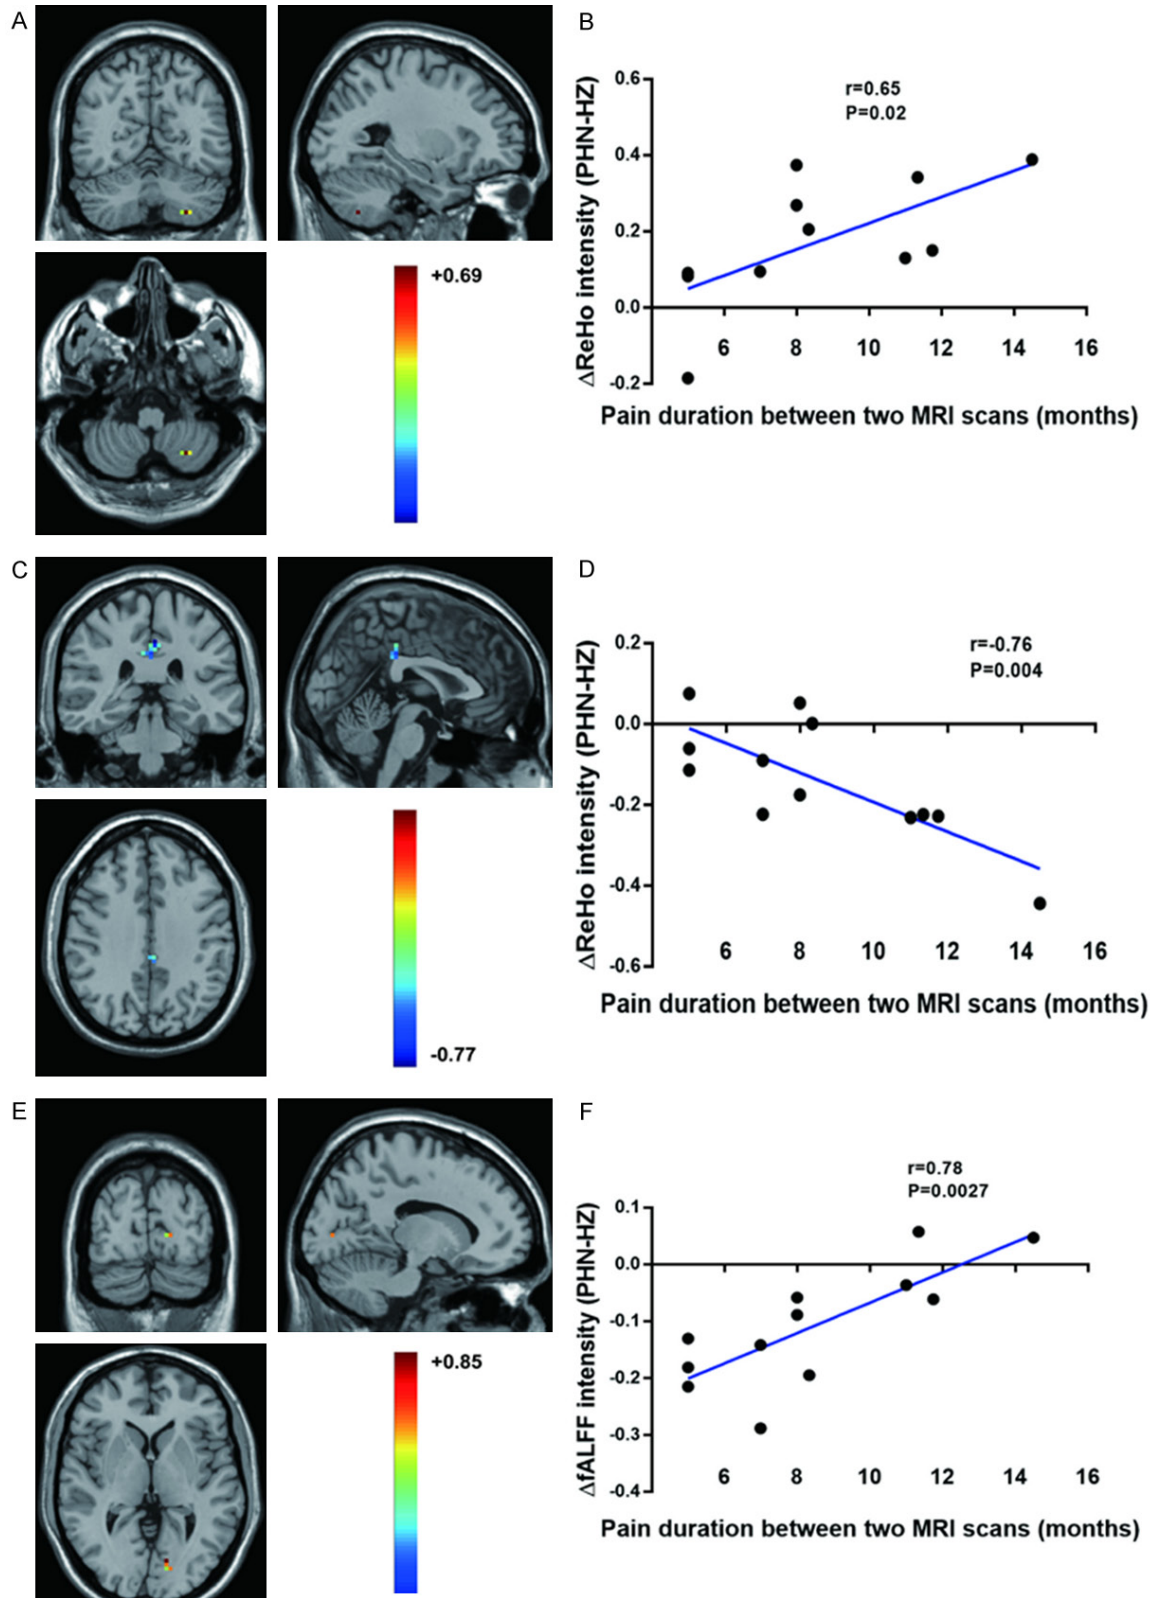 A
B
r=0.65
P=0.02
ΔReHo intensity (PHN-HZ)
0.6
0.4
0.2
0.0
-0.2
6 8 10 12 14 16
Pain duration between two MRI scans (months)
+0.69
C
D
r=-0.76
P=0.004
ΔReHo intensity (PHN-HZ)
0.2
0.0
-0.2
-0.4
-0.6
6 8 10 12 14 16
Pain duration between two MRI scans (months)
-0.77
E
F
r=0.78
P=0.0027
ΔfALFF intensity (PHN-HZ)
0.1
0.0
-0.1
-0.2
-0.3
-0.4
6 8 10 12 14 16
Pain duration between two MRI scans (months)
+0.85